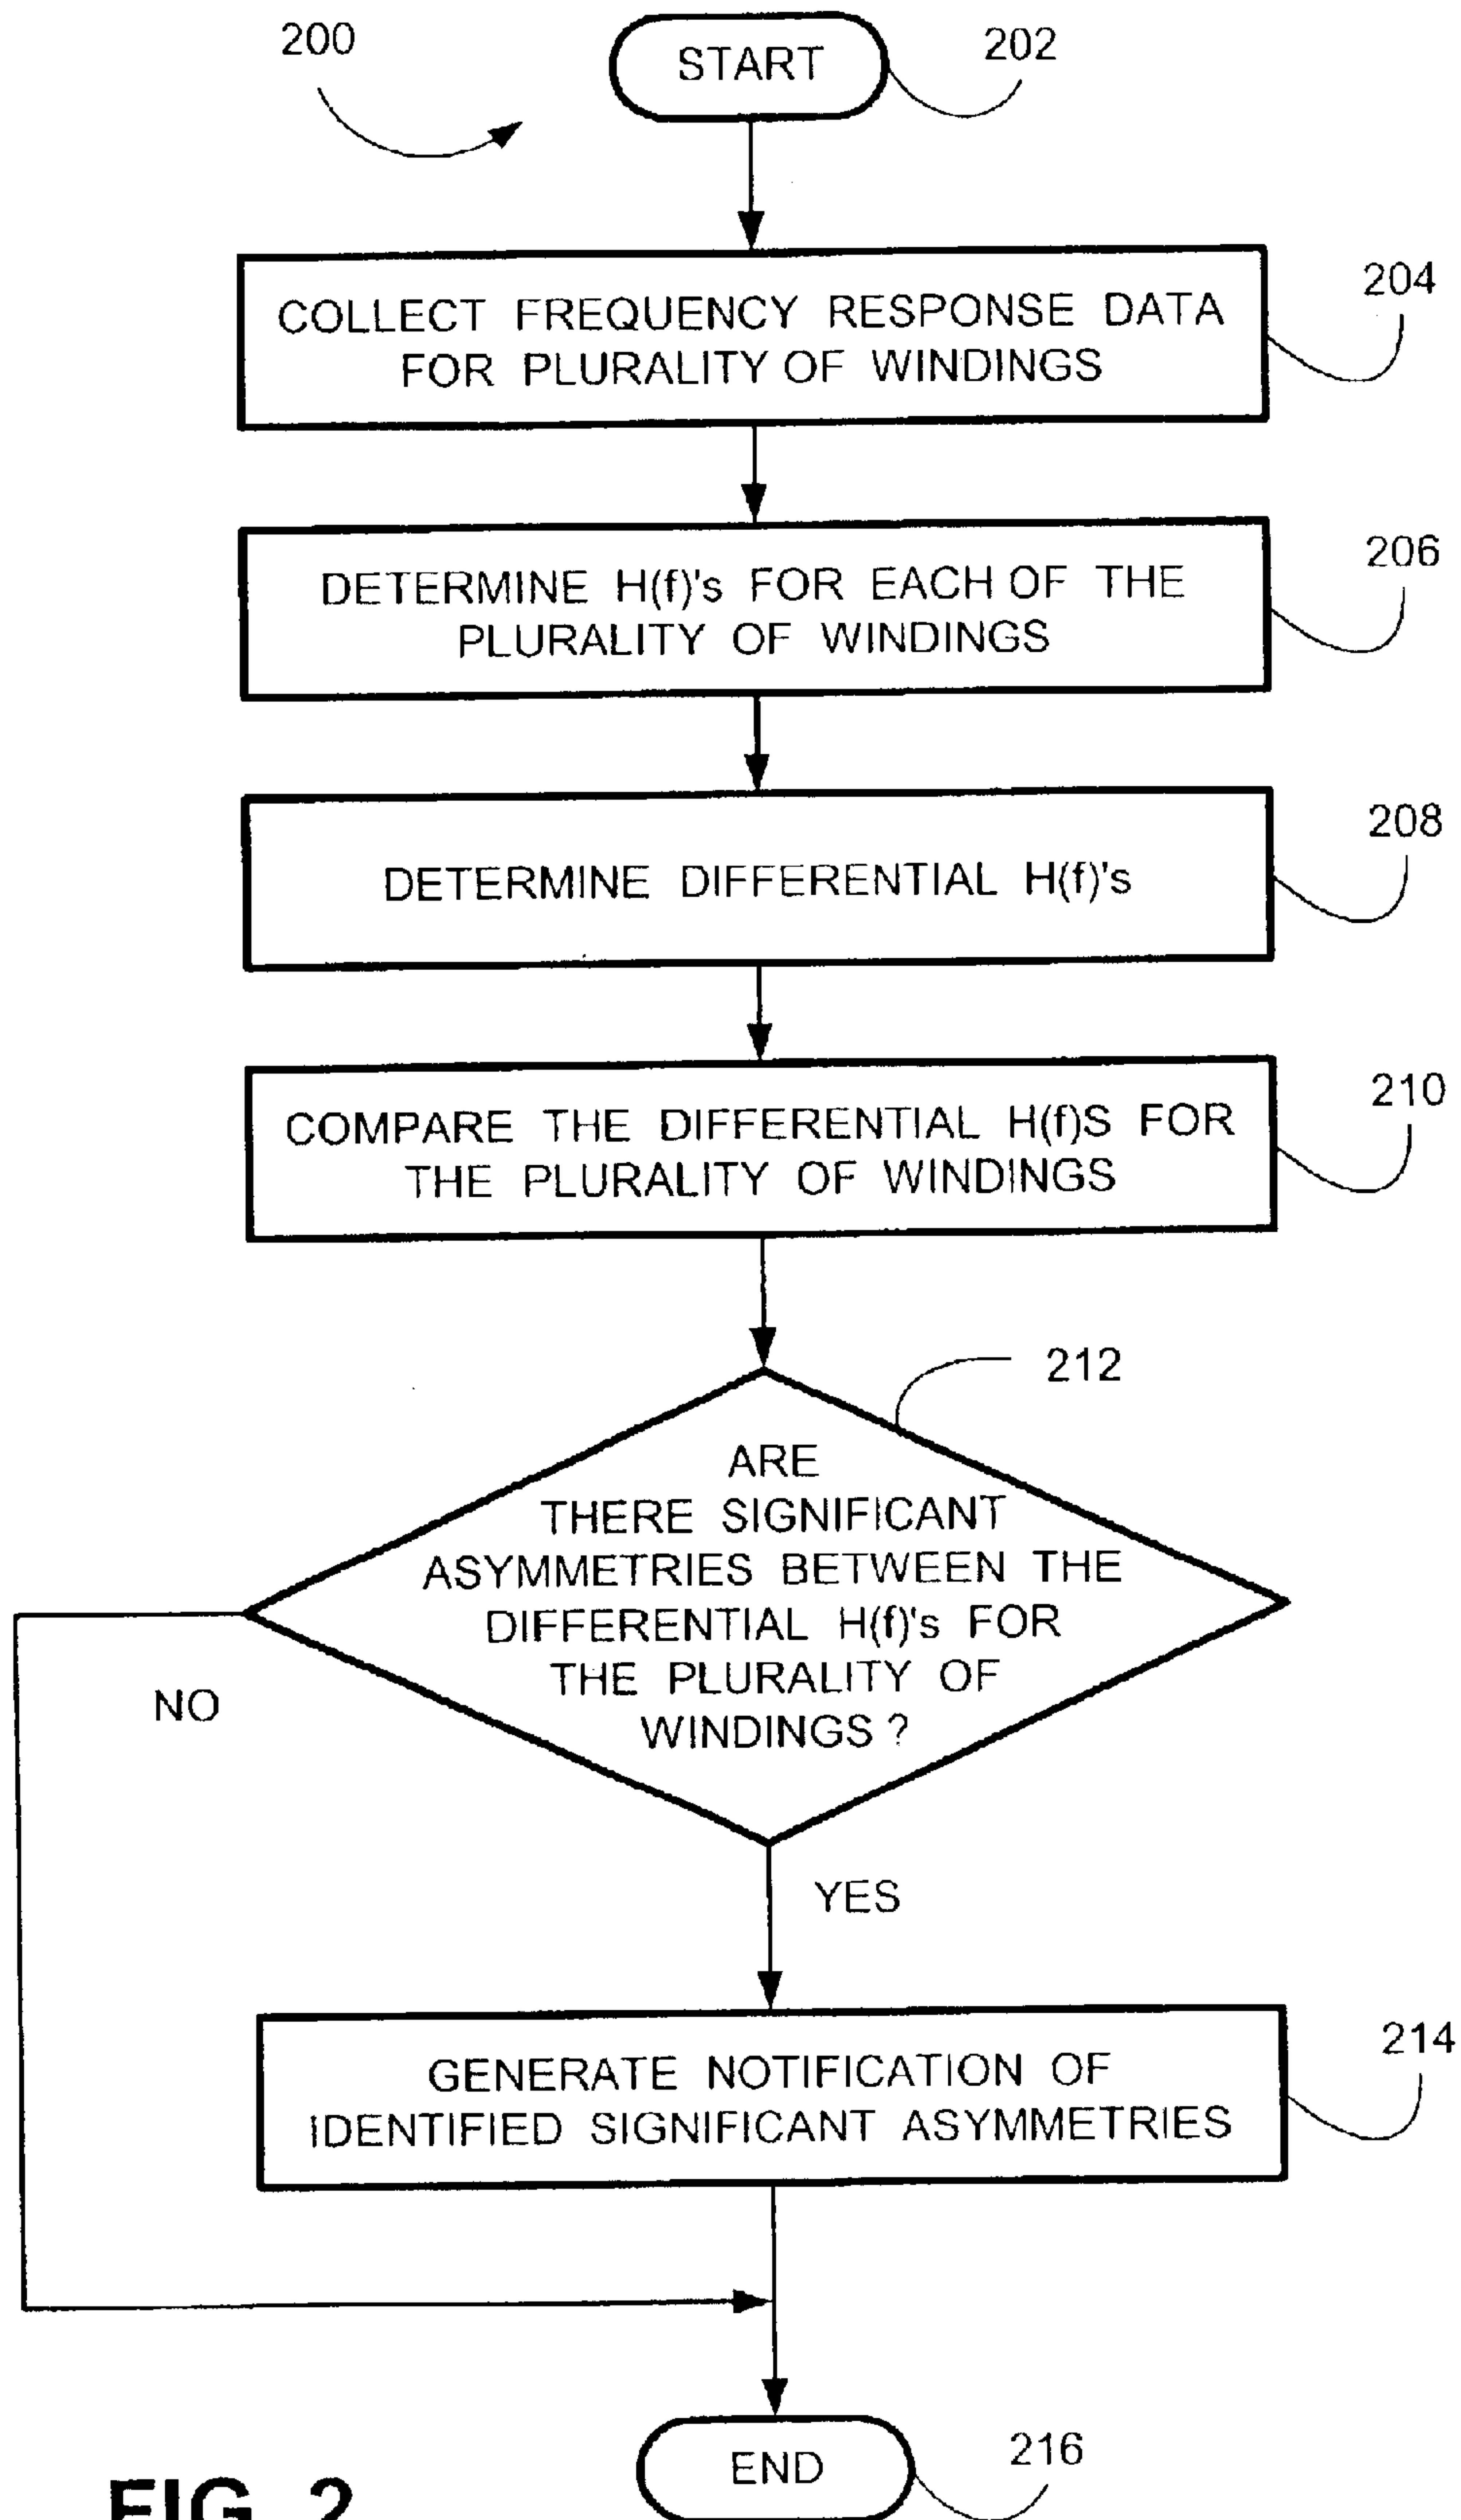 200
START
202
COLLECT FREQUENCY RESPONSE DATA
FOR PLURALITY OF WINDINGS
204
DETERMINE H(f)'s FOR EACH OF THE
PLURALITY OF WINDINGS
206
DETERMINE DIFFERENTIAL H(f)'s
208
COMPARE THE DIFFERENTIAL H(f)S FOR
THE PLURALITY OF WINDINGS
210
212
ARE
THERE SIGNIFICANT
ASYMMETRIES BETWEEN THE
DIFFERENTIAL H(f)'s FOR
THE PLURALITY OF
WINDINGS ?
NO
YES
GENERATE NOTIFICATION OF
IDENTIFIED SIGNIFICANT ASYMMETRIES
214
END
216
FIG. 2